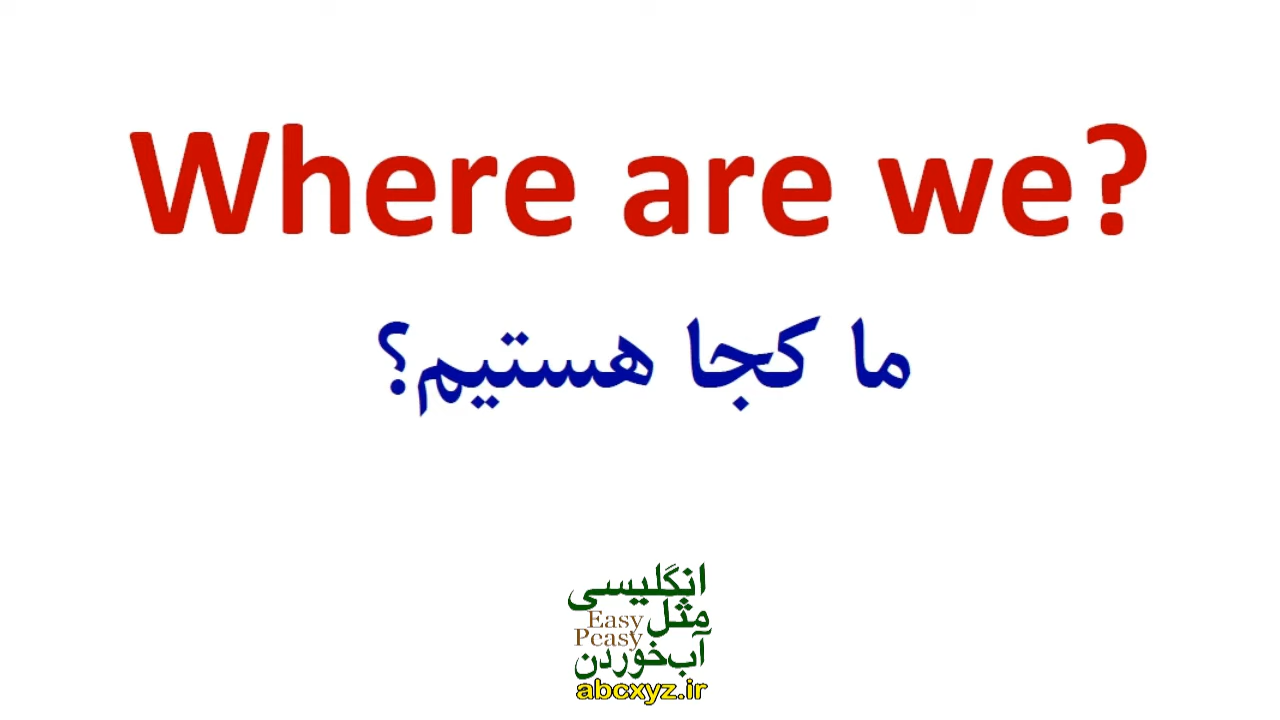 Where are we?
ما کجا هستیم؟
انگلیسی
مثل Easy
Peasy
آب خوردن
abcxyz.ir